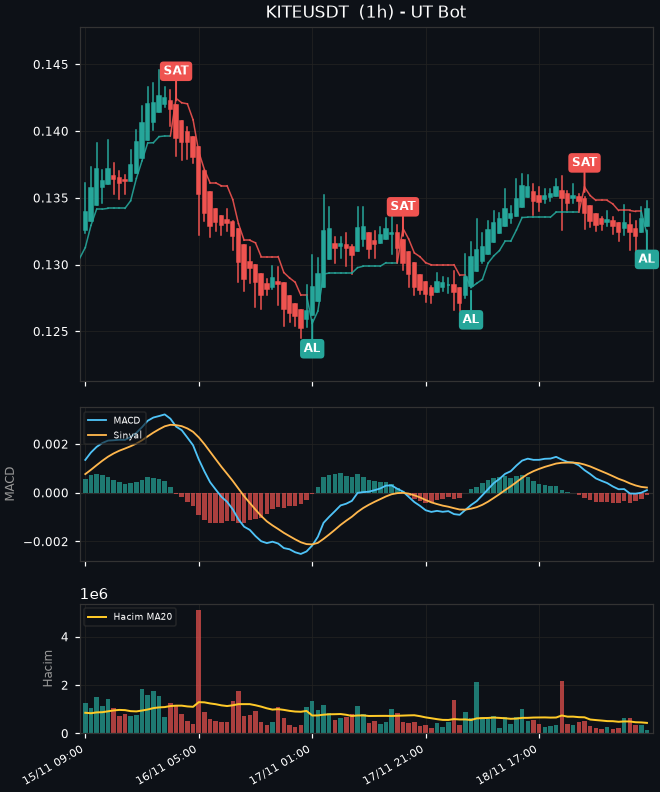 KITEUSDT  (1h) - UT Bot
0.145
0.140
0.135
0.130
0.125
SAT
SAT
SAT
AL
AL
AL
MACD
Sinyal
MACD
0.002
0.000
−0.002
1e6
Hacim MA20
Hacim
4
2
0
15/11 09:00
16/11 05:00
17/11 01:00
17/11 21:00
18/11 17:00